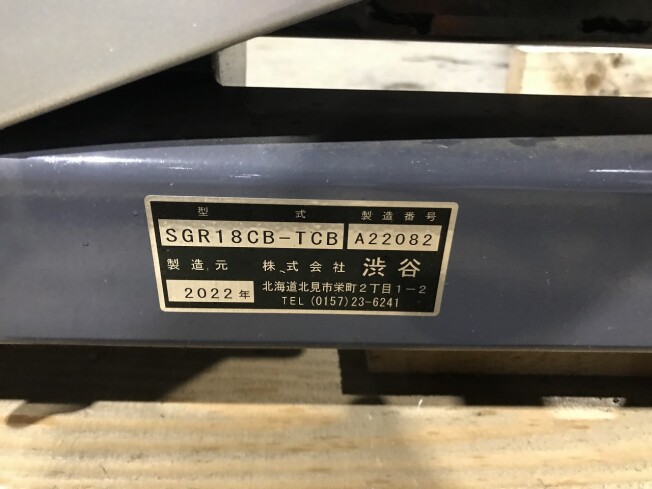 型式 製造番号
SGR18CB-TCB A22082
製造元 株式会社 渋谷
2022年 北海道北見市栄町2丁目1-2
TEL (0157)23-6241